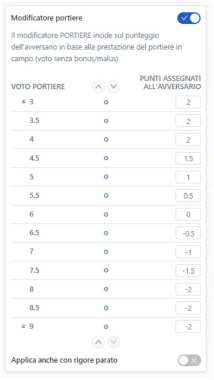 Modificatore portiere
Il modificatore PORTIERE incide sul punteggio
dell'avversario in base alla prestazione del portiere in
campo (voto senza bonus/malus)
VOTO PORTIERE
PUNTI ASSEGNATI
ALL'AVVERSARIO
≤ 3 2
3.5 2
4 2
4.5 1.5
5 1
5.5 0.5
6 0
6.5 -0.5
7 -1
7.5 -1.5
8 -2
8.5 -2
≥ 9 -2
Applica anche con rigore parato